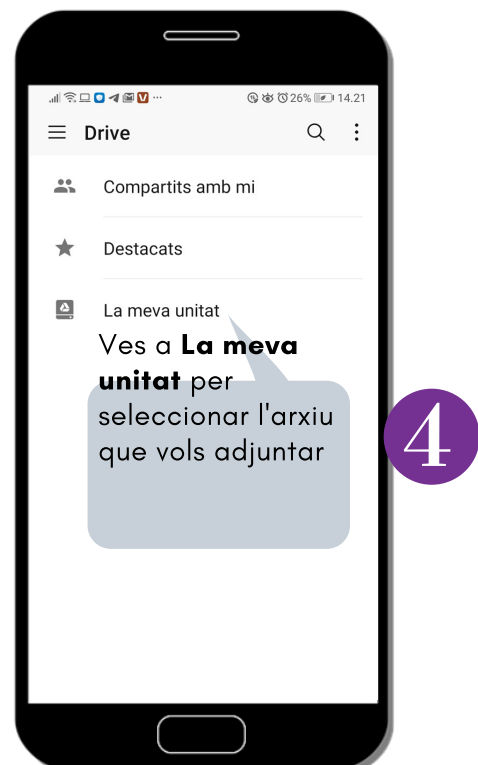 26% 14.21
Drive
Compartits amb mi
Destacats
La meva unitat
Ves a La meva
unitat per
seleccionar l'arxiu
que vols adjuntar
4